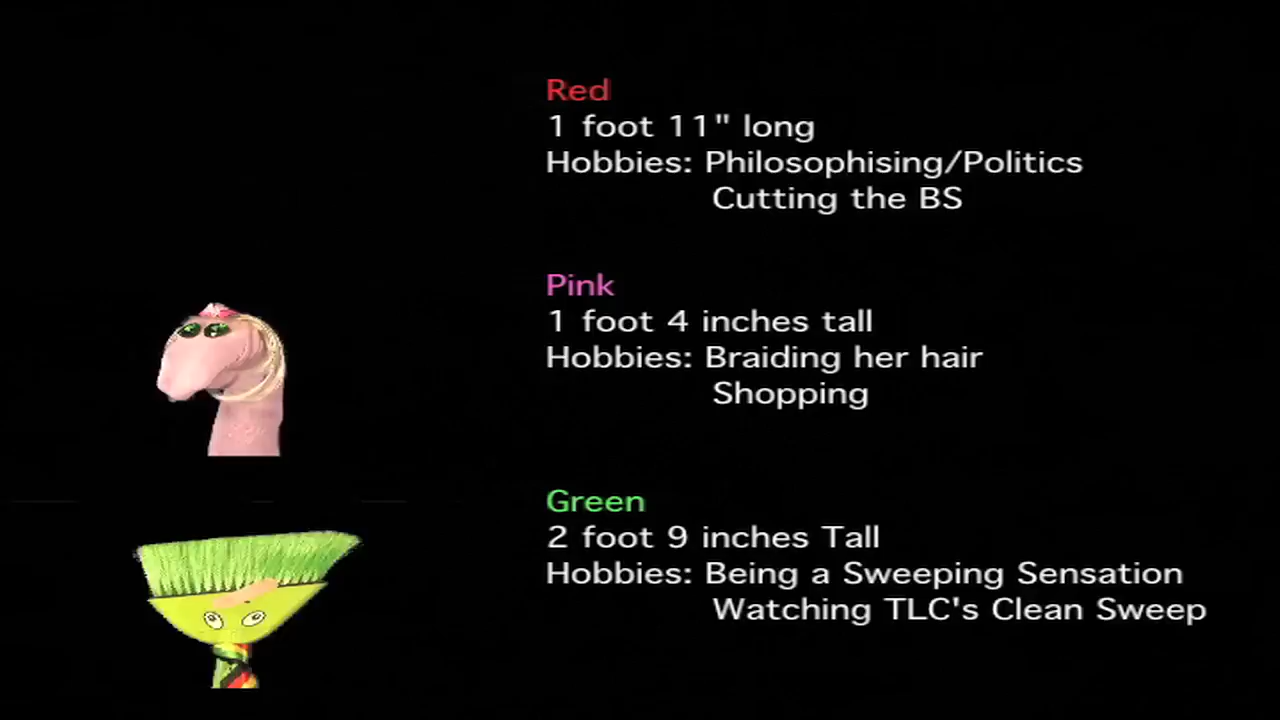 Red
1 foot 11" long
Hobbies: Philosophising/Politics
Cutting the BS
Pink
1 foot 4 inches tall
Hobbies: Braiding her hair
Shopping
Green
2 foot 9 inches Tall
Hobbies: Being a Sweeping Sensation
Watching TLC's Clean Sweep